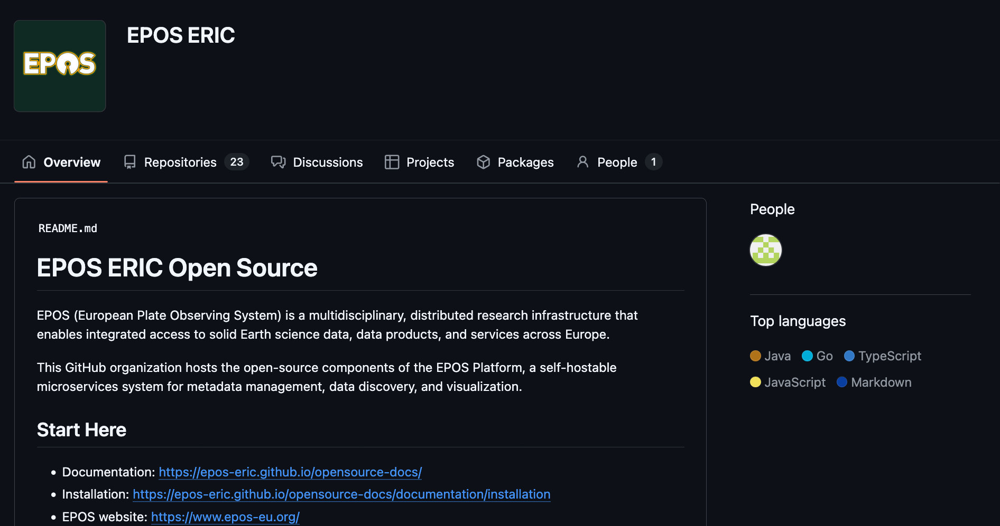 EPOS
EPOS ERIC
Overview
Repositories 23
Discussions
Projects
Packages
People 1
README.md
EPOS ERIC Open Source
EPOS (European Plate Observing System) is a multidisciplinary, distributed research infrastructure that
enables integrated access to solid Earth science data, data products, and services across Europe.
This GitHub organization hosts the open-source components of the EPOS Platform, a self-hostable
microservices system for metadata management, data discovery, and visualization.
Start Here
• Documentation: https://epos-eric.github.io/opensource-docs/
• Installation: https://epos-eric.github.io/opensource-docs/documentation/installation
• EPOS website: https://www.epos-eu.org/
People
Top languages
Java Go TypeScript
JavaScript Markdown